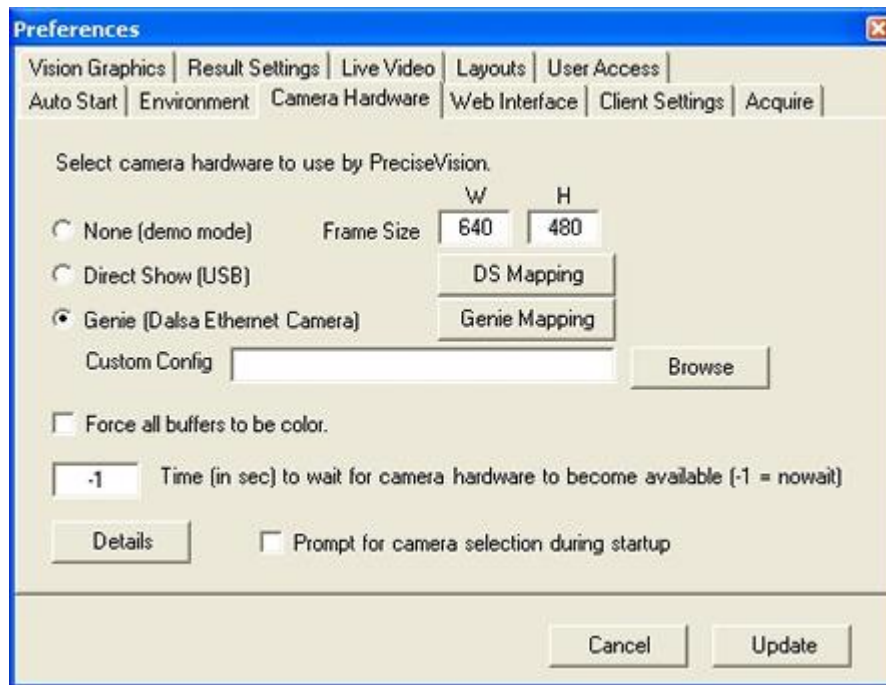 Preferences
Vision Graphics Result Settings Live Video Layouts User Access
Auto Start Environment Camera Hardware Web Interface Client Settings Acquire
Select camera hardware to use by PreciseVision.
W H
None (demo mode) Frame Size 640 480
Direct Show (USB) DS Mapping
Genie (Dalsa Ethernet Camera) Genie Mapping
Custom Config Browse
Force all buffers to be color.
-1 Time (in sec) to wait for camera hardware to become available (-1 = nowait)
Details Prompt for camera selection during startup
Cancel Update